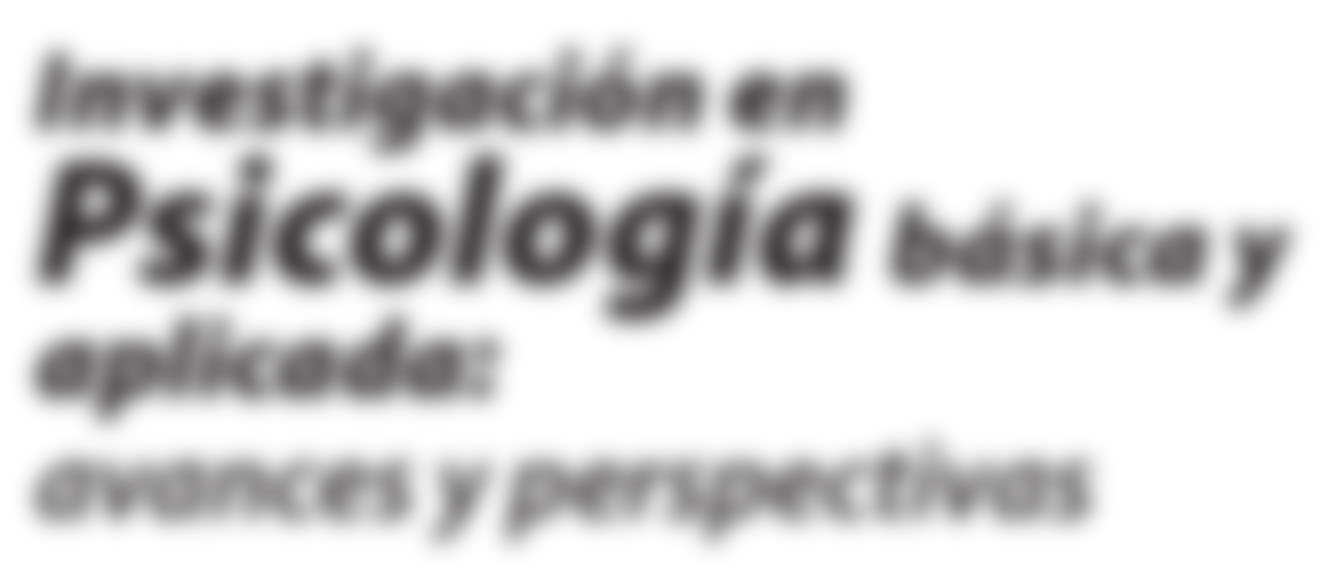 Investigación en
Psicología básica y
aplicada:
avances y perspectivas